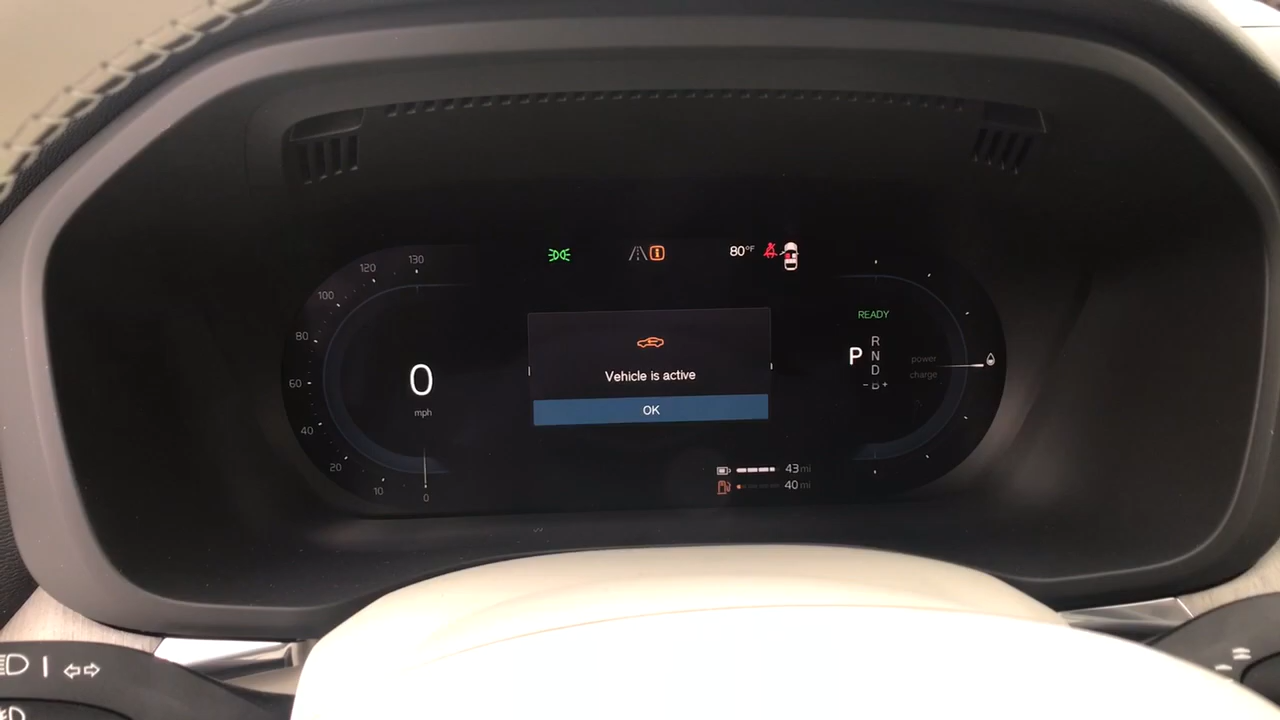 80°F
130
120
100
80
60
40
20
10
0
0
mph
Vehicle is active
OK
READY
P
R
N
D
- B +
power
charge
43 mi
40 mi